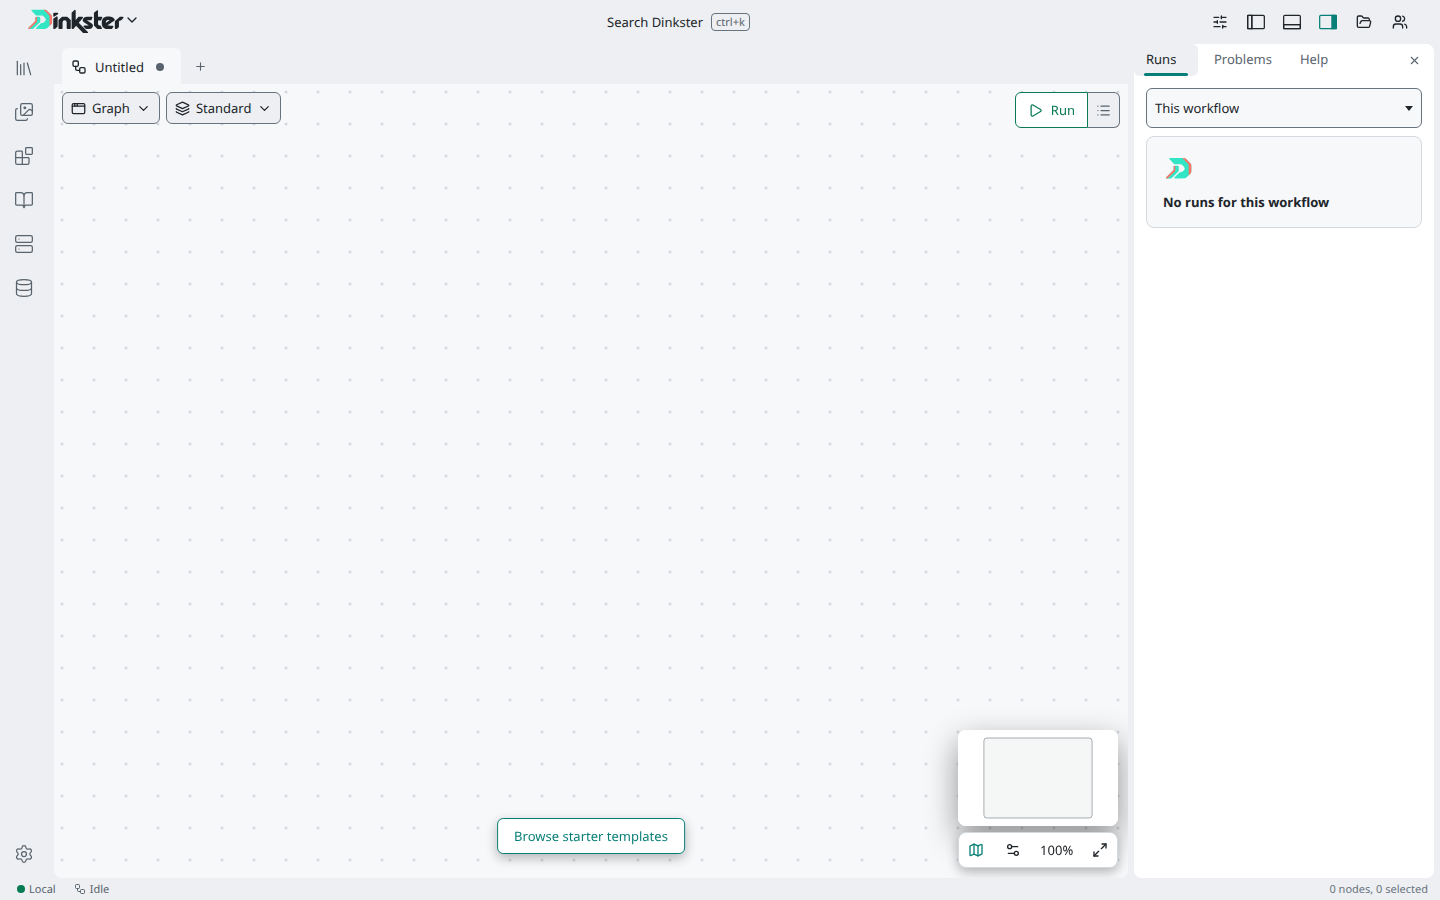 Dinkster
Search Dinkster ctrl+k
Untitled
Graph
Standard
Run
Runs
Problems
Help
This workflow
No runs for this workflow
Browse starter templates
100%
Local
Idle
0 nodes, 0 selected